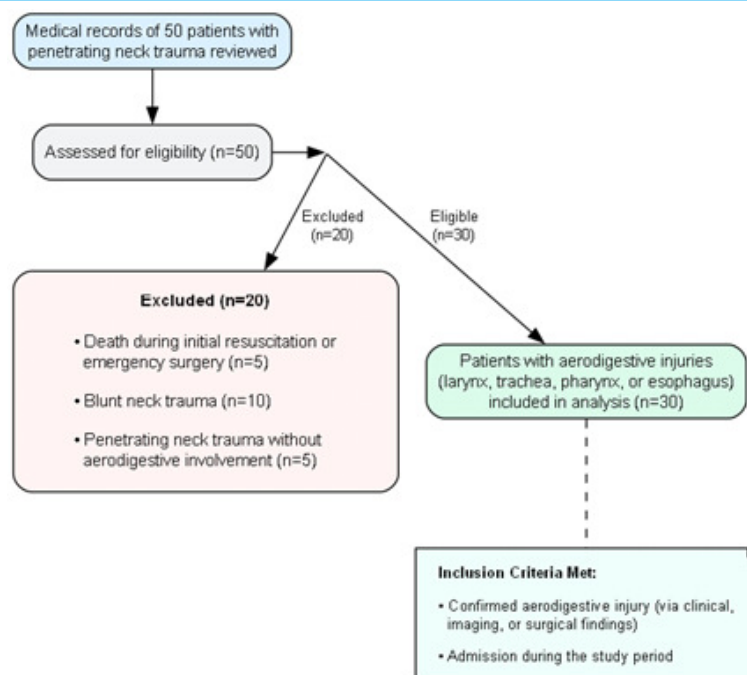 Medical records of 50 patients with
penetrating neck trauma reviewed
Assessed for eligibility (n=50)
Excluded
(n=20)
Eligible
(n=30)
Excluded (n=20)
• Death during initial resuscitation or
emergency surgery (n=5)
• Blunt neck trauma (n=10)
• Penetrating neck trauma without
aerodigestive involvement (n=5)
Patients with aerodigestive injuries
(larynx, trachea, pharynx, or esophagus)
included in analysis (n=30)
Inclusion Criteria Met:
• Confirmed aerodigestive injury (via clinical,
imaging, or surgical findings)
• Admission during the study period